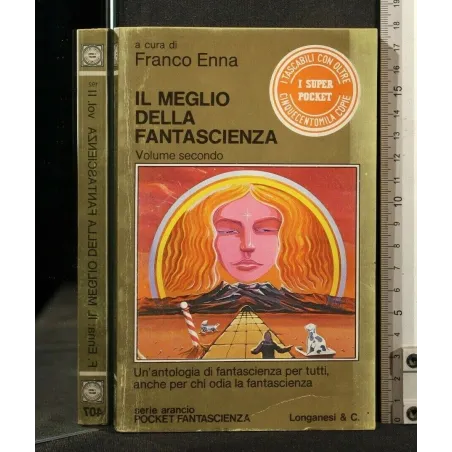 a cura di
Franco Enna
IL MEGLIO
DELLA
FANTASCIENZA
Volume secondo
I TASCABILI CON OLTRE
I SUPER
POCKET
CINQUECENTOMILA COPIE
Un'antologia di fantascienza per tutti,
anche per chi odia la fantascienza
serie arancio
POCKET FANTASCIENZA
Longanesi & C.
F. Enna: IL MEGLIO DELLA FANTASCIENZA vol. II
407